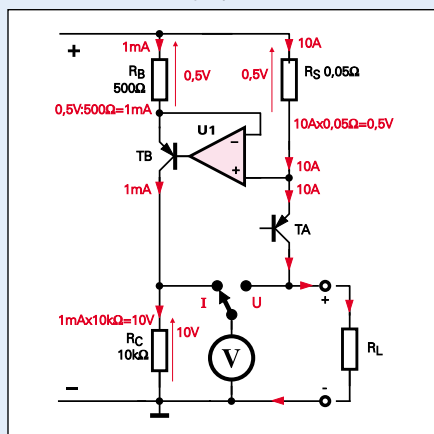 +
1mA
10A
RB
500Ω
0,5V
0,5V
RS 0,05Ω
0,5V:500Ω=1mA
10Ax0,05Ω=0,5V
U1
−
+
TB
10A
10A
1mA
TA
I
U
+
1mAx10kΩ=10V
10V
RC
10kΩ
V
RL
−
-